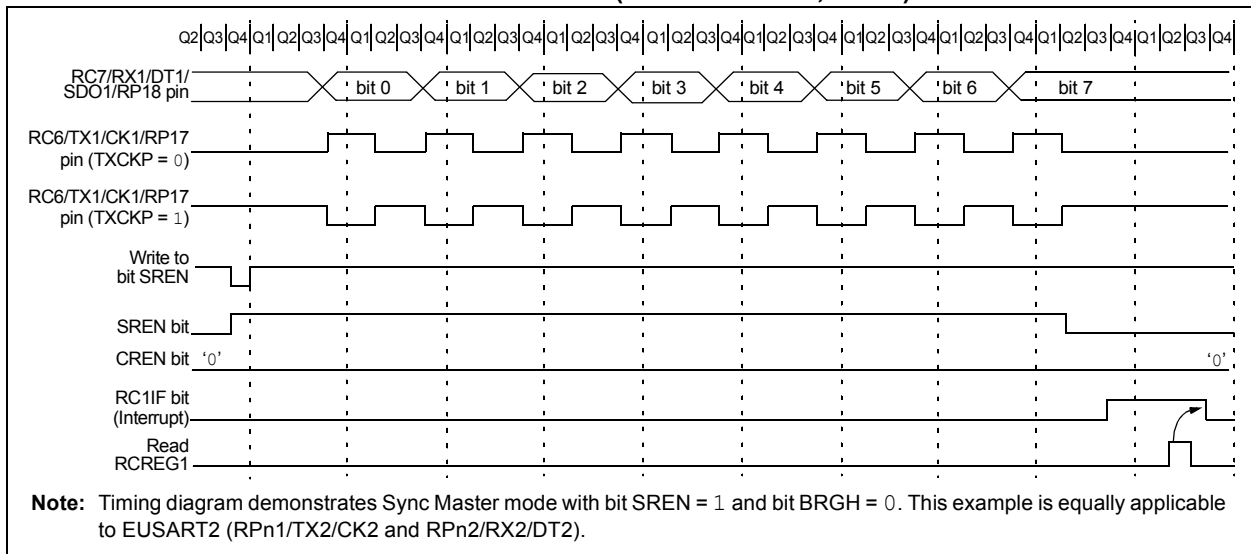 Q2 Q3 Q4 Q1 Q2 Q3 Q4 Q1 Q2 Q3 Q4 Q1 Q2 Q3 Q4 Q1 Q2 Q3 Q4 Q1 Q2 Q3 Q4 Q1 Q2 Q3 Q4 Q1 Q2 Q3 Q4 Q1 Q2 Q3 Q4 Q1 Q2 Q3 Q4 Q1 Q2 Q3 Q4
RC7/RX1/DT1/
SDO1/RP18 pin
bit 0 bit 1 bit 2 bit 3 bit 4 bit 5 bit 6 bit 7
RC6/TX1/CK1/RP17
pin (TXCKP = 0)
RC6/TX1/CK1/RP17
pin (TXCKP = 1)
Write to
bit SREN
SREN bit
CREN bit '0' '0'
RC1IF bit
(Interrupt)
Read
RCREG1
Note: Timing diagram demonstrates Sync Master mode with bit SREN = 1 and bit BRGH = 0. This example is equally applicable
to EUSART2 (RPn1/TX2/CK2 and RPn2/RX2/DT2).